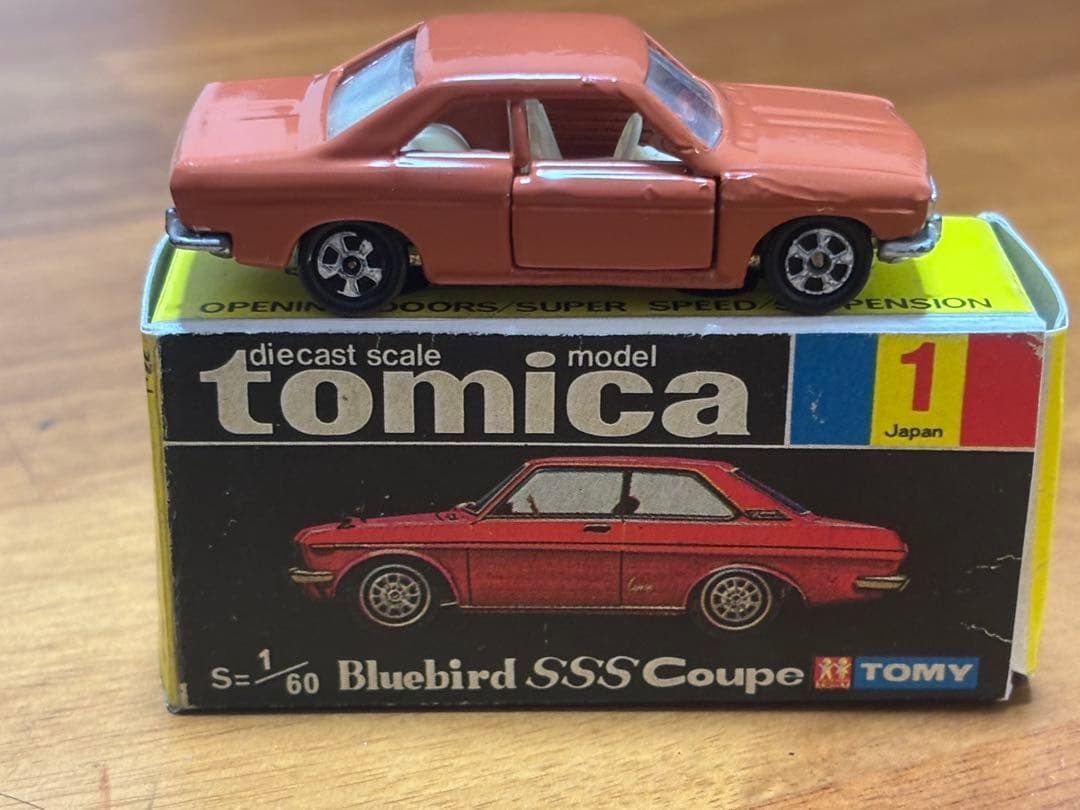 OPENING DOORS/SUPER SPEED/SUSPENSION
diecast scale model
tomica
1
Japan
S=1/60 Bluebird SSS Coupe TOMY